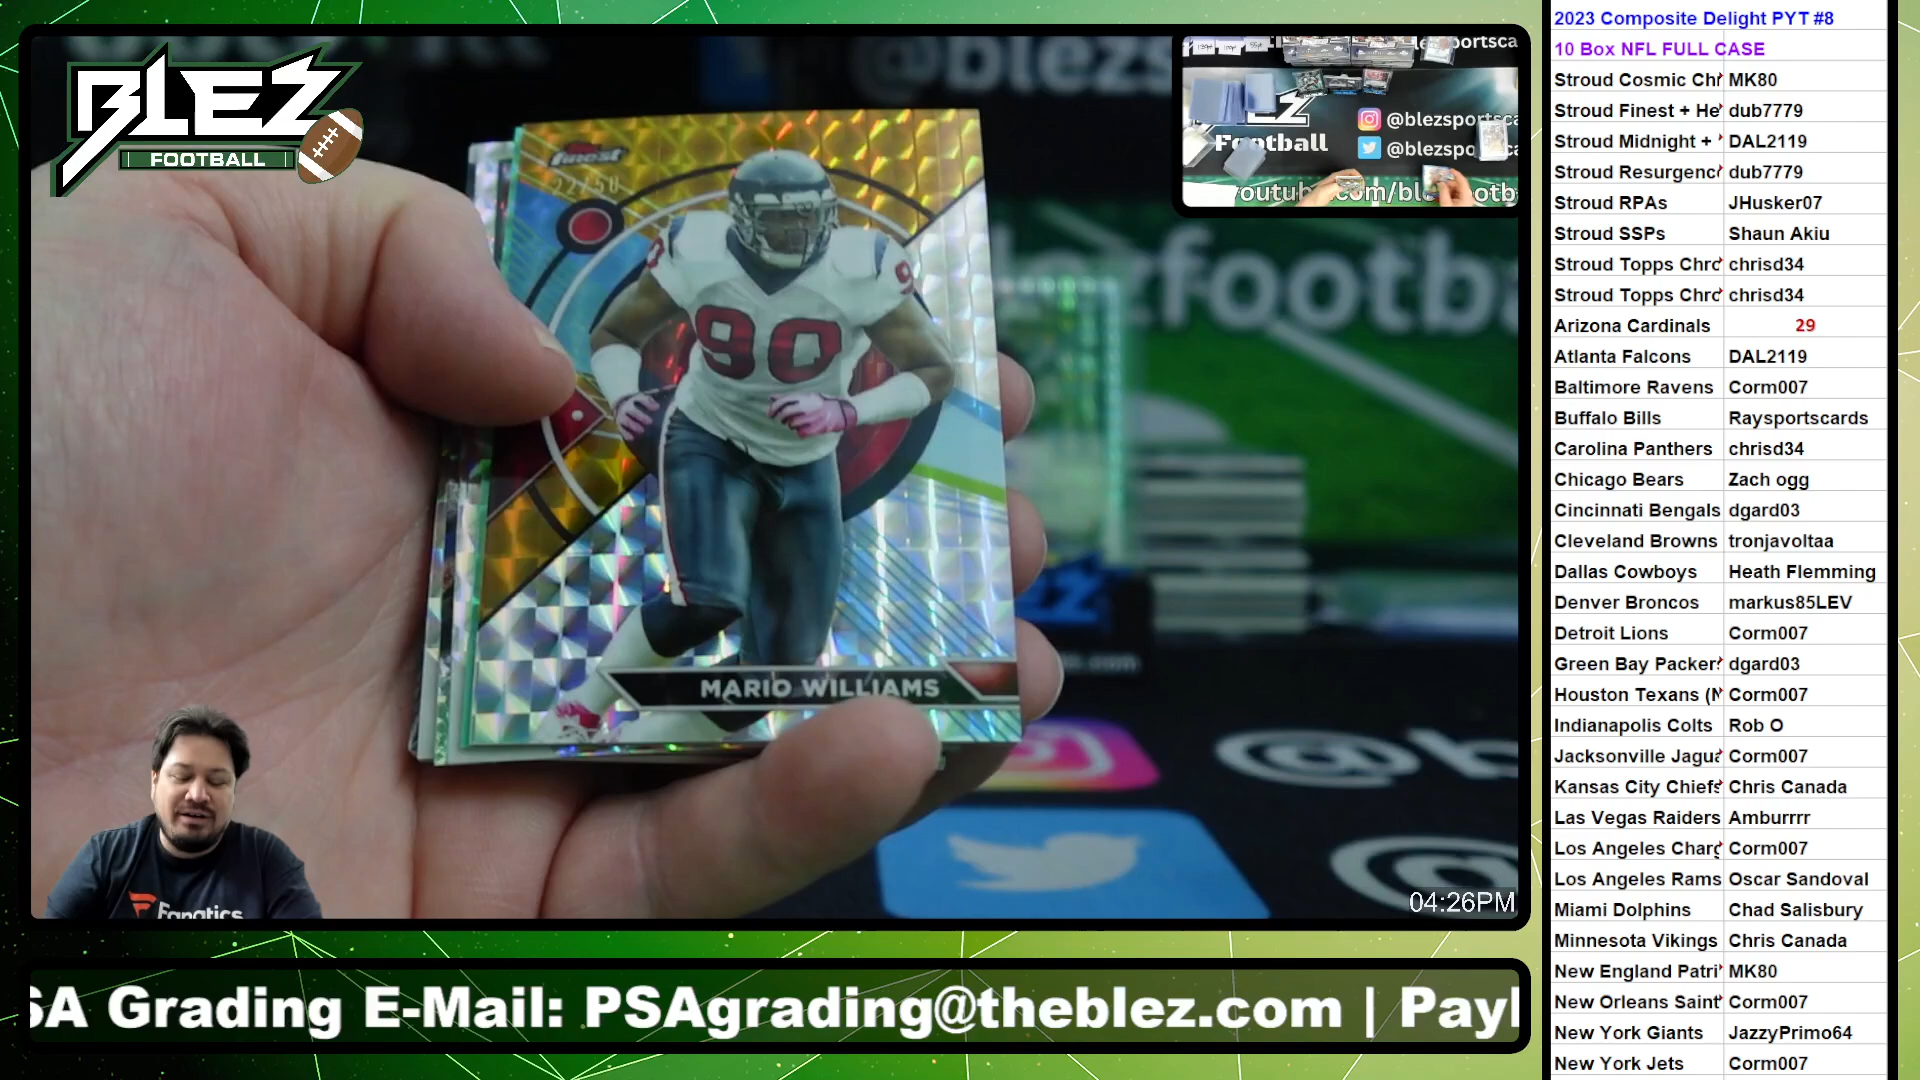 BLEZ
FOOTBALL
finest
22/50
90
MARIO WILLIAMS
Football
@blezsportsca
@blezspo
04:26PM
SA Grading E-Mail: PSAgrading@theblez.com | Payl
Fanatics
2023 Composite Delight PYT #8
10 Box NFL FULL CASE
Stroud Cosmic Chr MK80
Stroud Finest + He dub7779
Stroud Midnight + DAL2119
Stroud Resurgenc dub7779
Stroud RPAs JHusker07
Stroud SSPs Shaun Akiu
Stroud Topps Chro chrisd34
Stroud Topps Chro chrisd34
Arizona Cardinals 29
Atlanta Falcons DAL2119
Baltimore Ravens Corm007
Buffalo Bills Raysportscards
Carolina Panthers chrisd34
Chicago Bears Zach ogg
Cincinnati Bengals dgard03
Cleveland Browns tronjavoltaa
Dallas Cowboys Heath Flemming
Denver Broncos markus85LEV
Detroit Lions Corm007
Green Bay Packer dgard03
Houston Texans (N Corm007
Indianapolis Colts Rob O
Jacksonville Jagua Corm007
Kansas City Chiefs Chris Canada
Las Vegas Raiders Amburrrr
Los Angeles Charg Corm007
Los Angeles Rams Oscar Sandoval
Miami Dolphins Chad Salisbury
Minnesota Vikings Chris Canada
New England Patri MK80
New Orleans Saint Corm007
New York Giants JazzyPrimo64
New York Jets Corm007